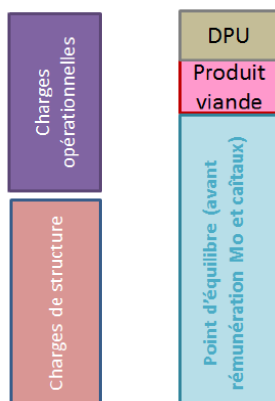 Charges
opérationnelles
Charges de structure
DPU
Produit
viande
Point d'équilibre (avant
rémunération Mo et caîtaux)